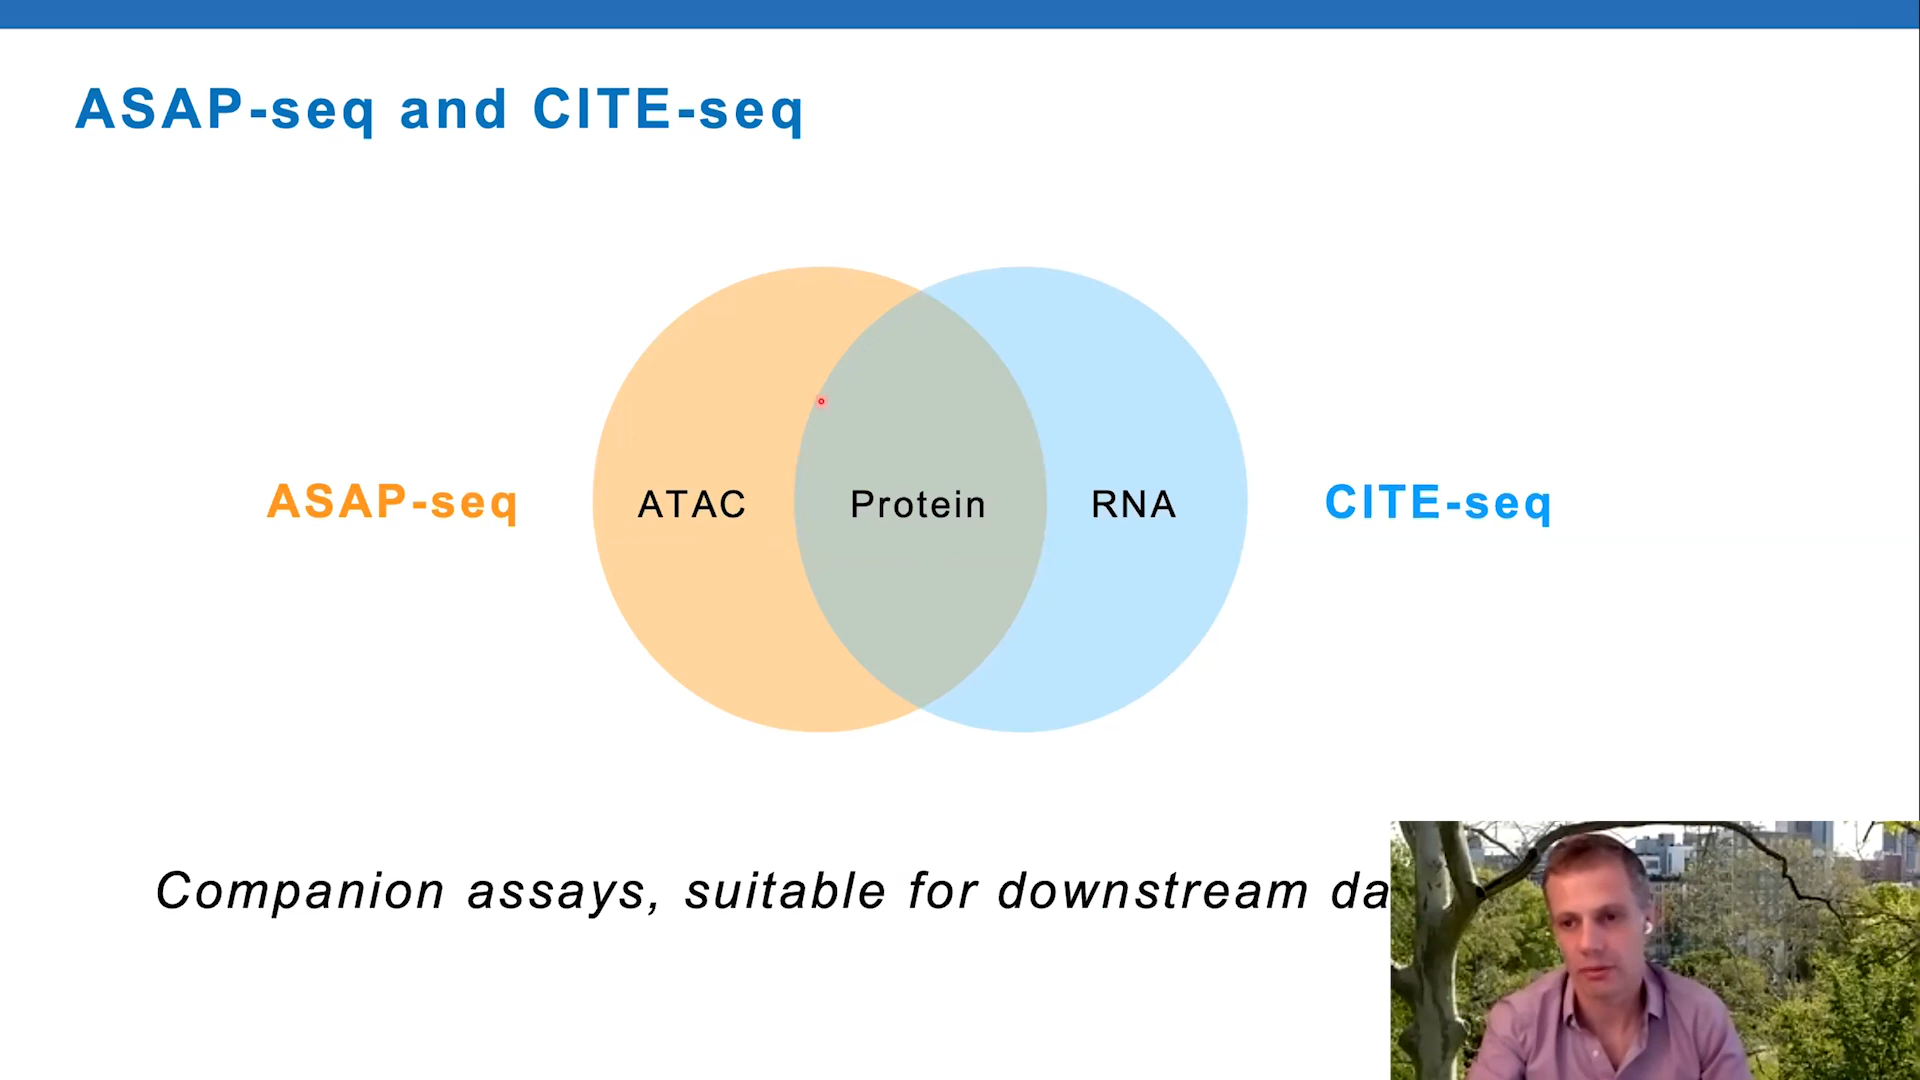 ASAP-seq and CITE-seq
ASAP-seq ATAC Protein RNA CITE-seq
Companion assays, suitable for downstream da